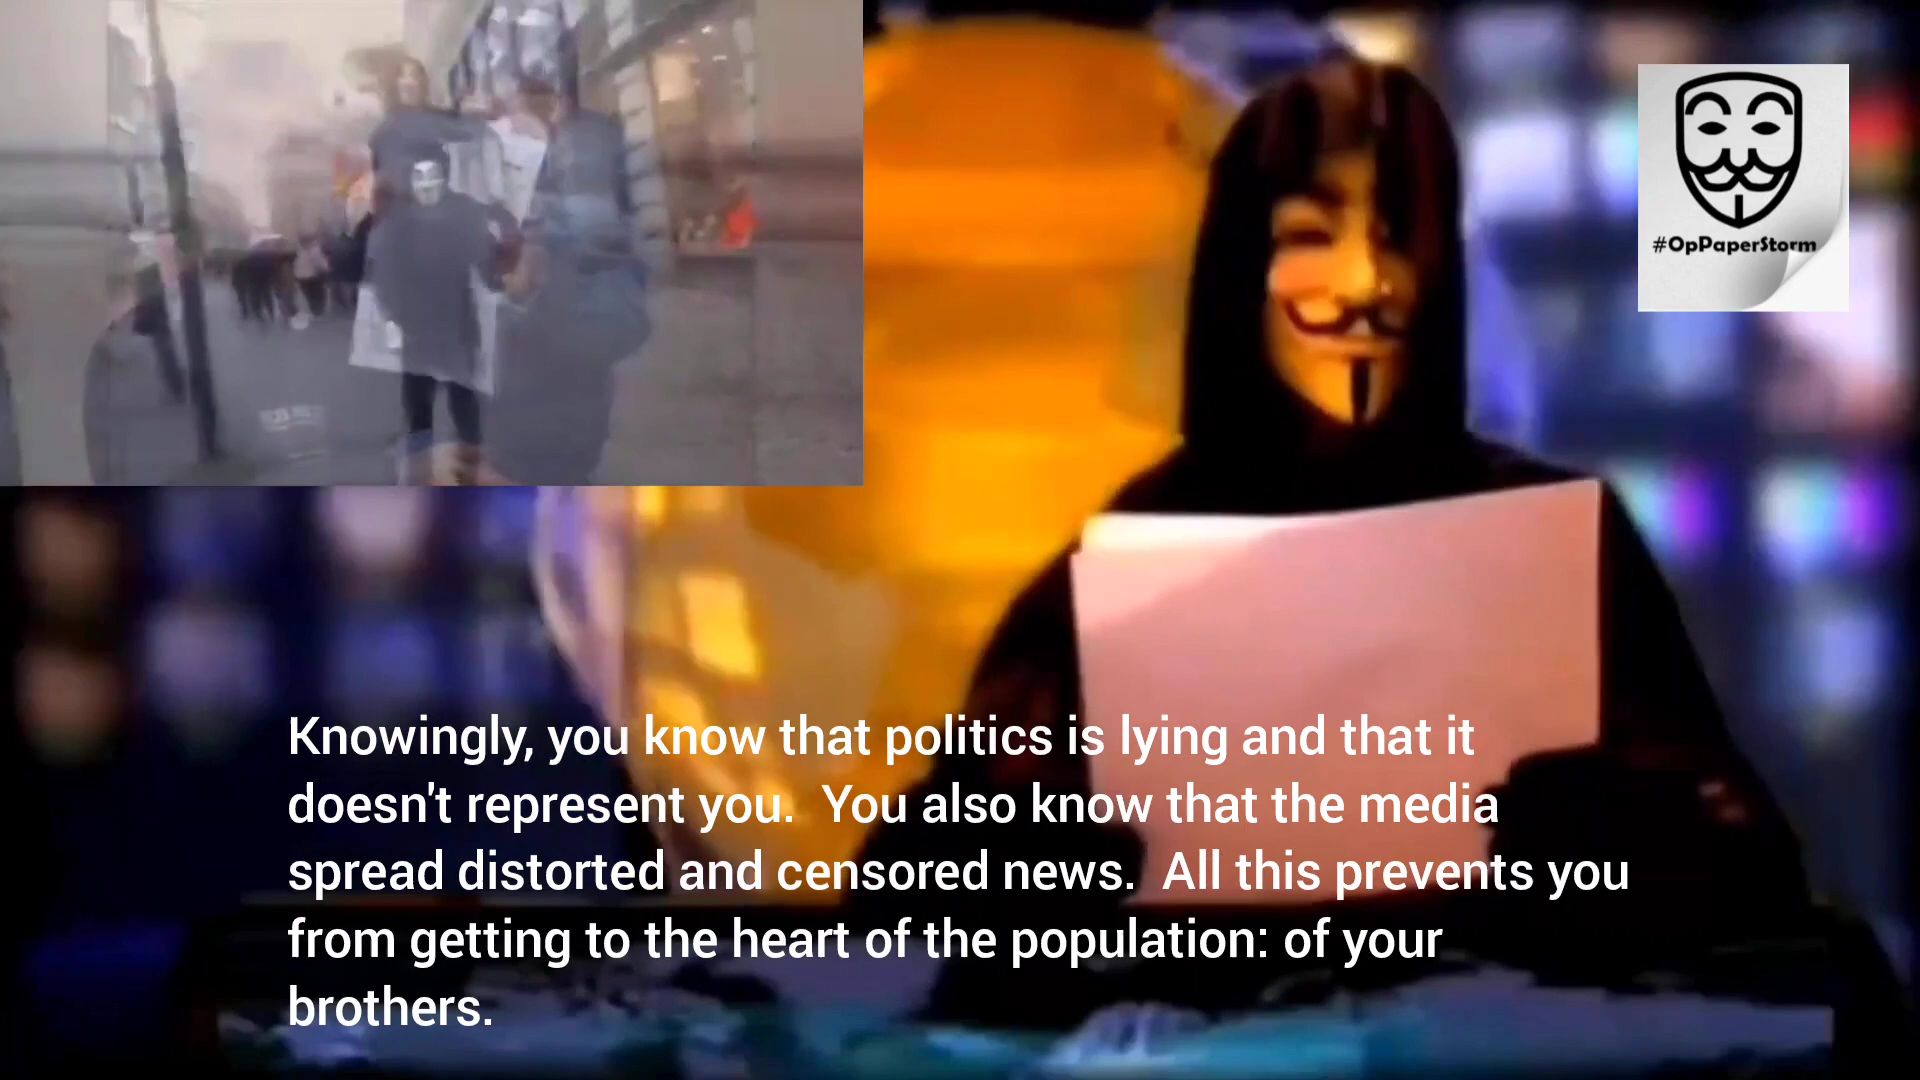 #OpPaperStorm
Knowingly, you know that politics is lying and that it
doesn't represent you.  You also know that the media
spread distorted and censored news.  All this prevents you
from getting to the heart of the population: of your
brothers.